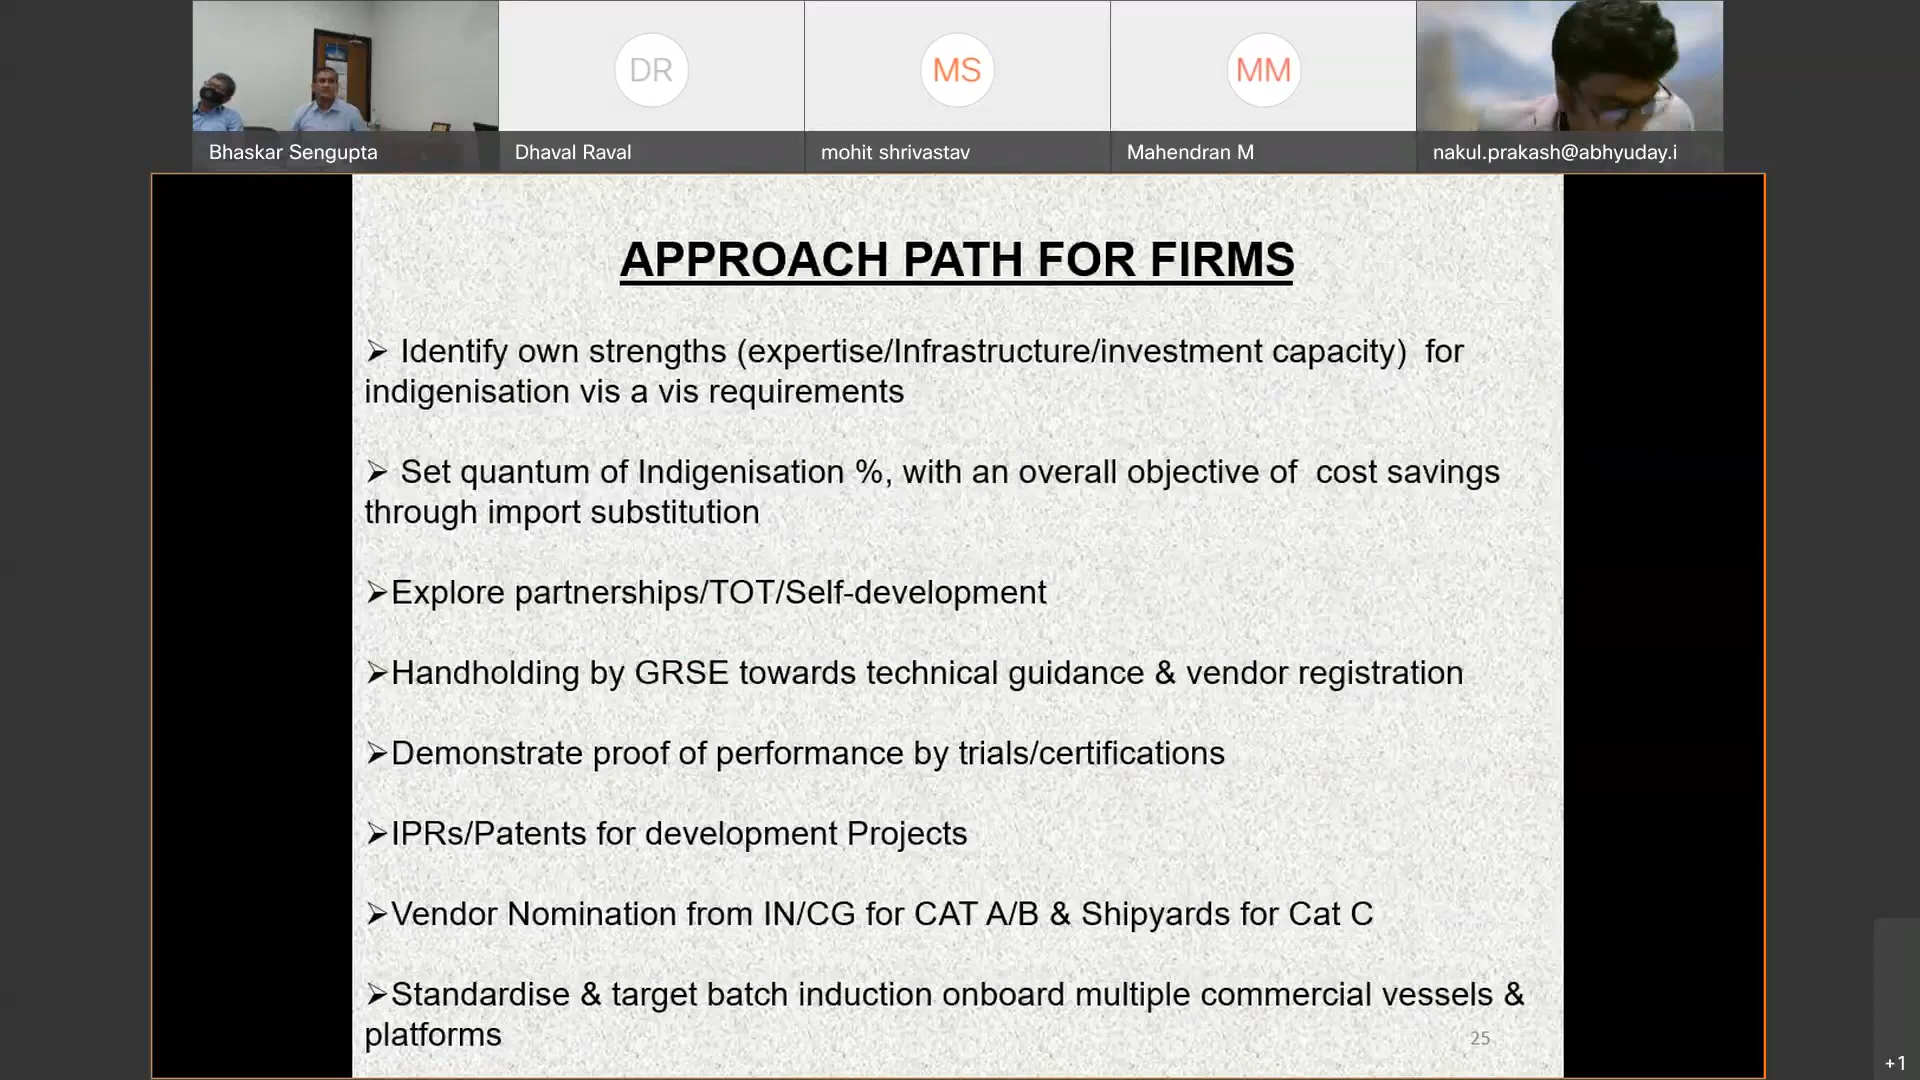 DR
MS
MM
Bhaskar Sengupta
Dhaval Raval
mohit shrivastav
Mahendran M
nakul.prakash@abhyuday.i
APPROACH PATH FOR FIRMS
➢ Identify own strengths (expertise/Infrastructure/investment capacity)  for
indigenisation vis a vis requirements
➢ Set quantum of Indigenisation %, with an overall objective of  cost savings
through import substitution
➢Explore partnerships/TOT/Self-development
➢Handholding by GRSE towards technical guidance & vendor registration
➢Demonstrate proof of performance by trials/certifications
➢IPRs/Patents for development Projects
➢Vendor Nomination from IN/CG for CAT A/B & Shipyards for Cat C
➢Standardise & target batch induction onboard multiple commercial vessels &
platforms
25
+1